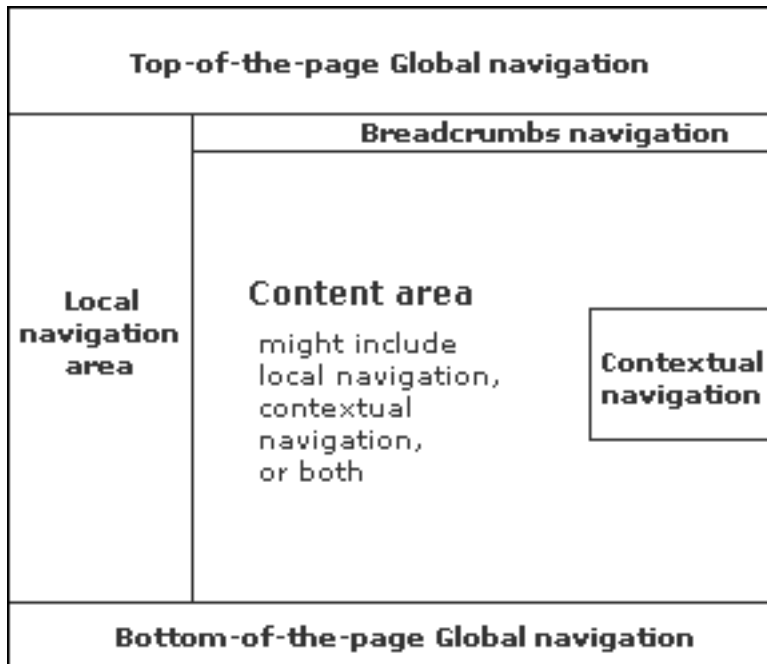 Top-of-the-page Global navigation
Breadcrumbs navigation
Local
navigation
area
Content area
might include
local navigation,
contextual
navigation,
or both
Contextual
navigation
Bottom-of-the-page Global navigation